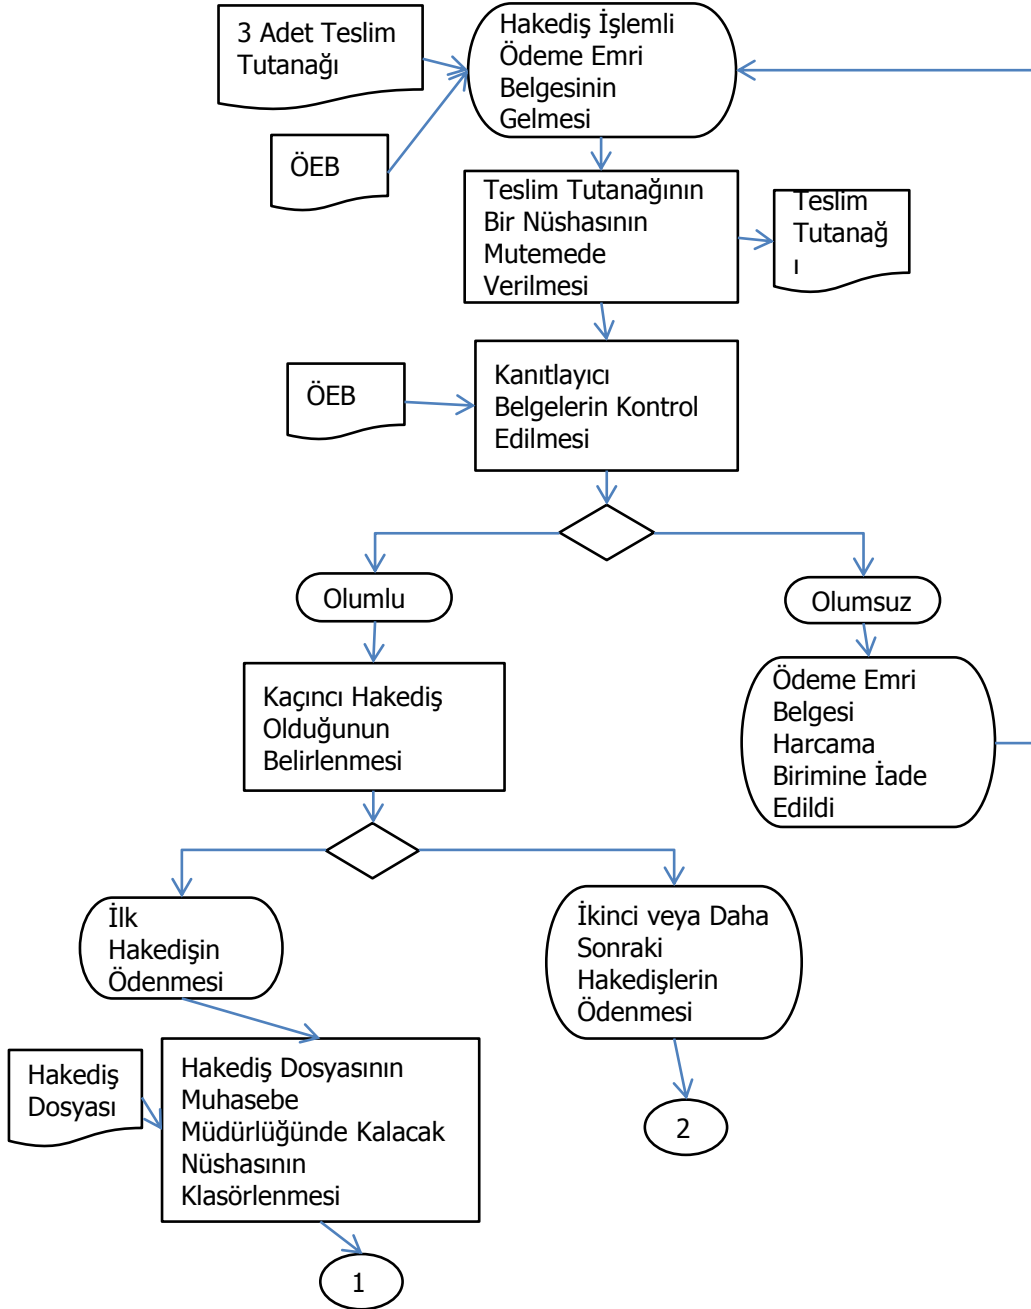 3 Adet Teslim
Tutanağı
Hakediş İşlemli
Ödeme Emri
Belgesinin
Gelmesi
ÖEB
Teslim Tutanağının
Bir Nüshasının
Mutemede
Verilmesi
Teslim
Tutanağ
ı
ÖEB
Kanıtlayıcı
Belgelerin Kontrol
Edilmesi
Olumlu
Olumsuz
Kaçıncı Hakediş
Olduğunun
Belirlenmesi
Ödeme Emri
Belgesi
Harcama
Birimine İade
Edildi
İlk
Hakedişin
Ödenmesi
İkinci veya Daha
Sonraki
Hakedişlerin
Ödenmesi
Hakediş
Dosyası
Hakediş Dosyasının
Muhasebe
Müdürlüğünde Kalacak
Nüshasının
Klasörlenmesi
2
1